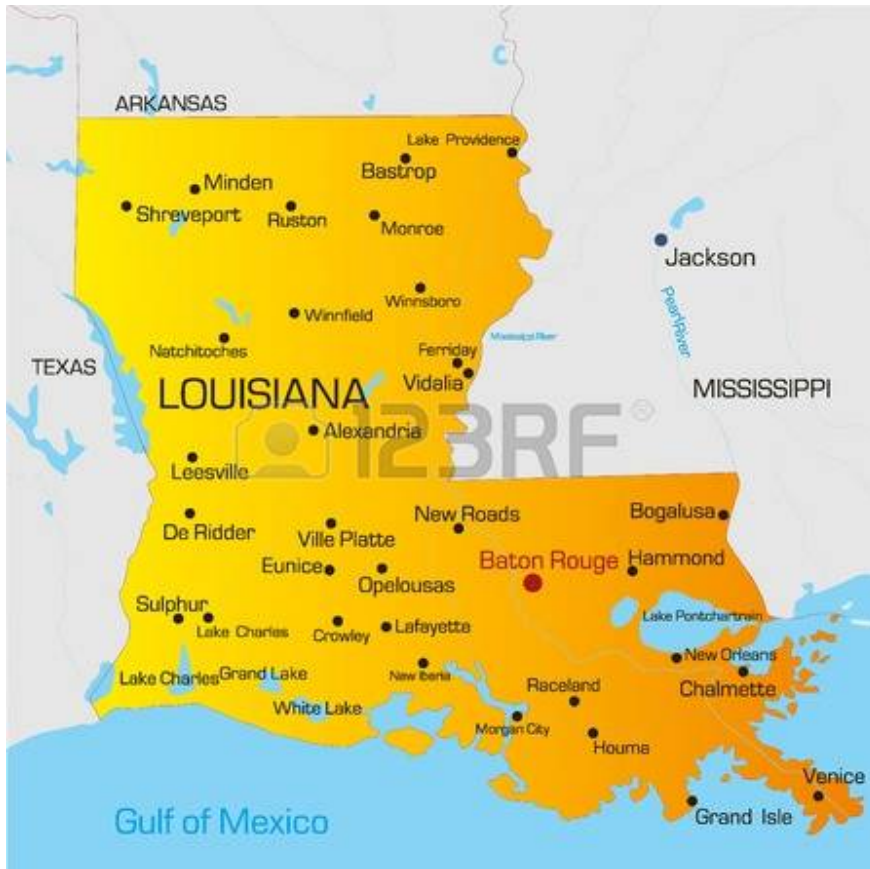 ARKANSAS
Lake Providence
Bastrop
Minden
Shreveport
Ruston
Monroe
Jackson
Winnsboro
Winnfield
Pearl River
Mississippi River
Natchitoches
Ferriday
TEXAS
Vidalia
LOUISIANA
MISSISSIPPI
Alexandria
123RF®
Leesville
New Roads
Bogalusa
De Ridder
Ville Platte
Baton Rouge
Hammond
Eunice
Opelousas
Sulphur
Lake Charles
Crowley
Lafayette
Lake Pontchartrain
New Orleans
Lake Charles
Grand Lake
New Iberia
Chalmette
Raceland
White Lake
Morgan City
Houma
Venice
Grand Isle
Gulf of Mexico